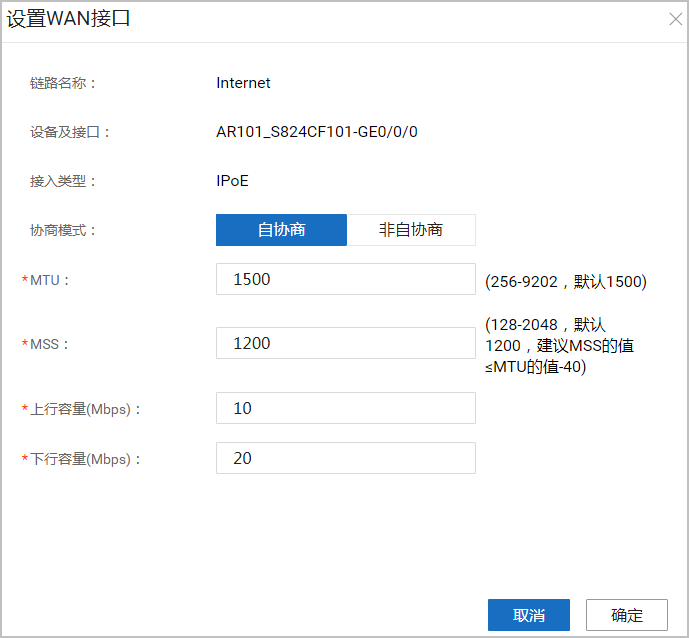 设置WAN接口
链路名称： Internet
设备及接口： AR101_S824CF101-GE0/0/0
接入类型： IPoE
协商模式： 自协商 非自协商
*MTU： 1500 (256-9202，默认1500)
*MSS： 1200 (128-2048，默认
1200，建议MSS的值
≤MTU的值-40)
*上行容量(Mbps)： 10
*下行容量(Mbps)： 20
取消 确定